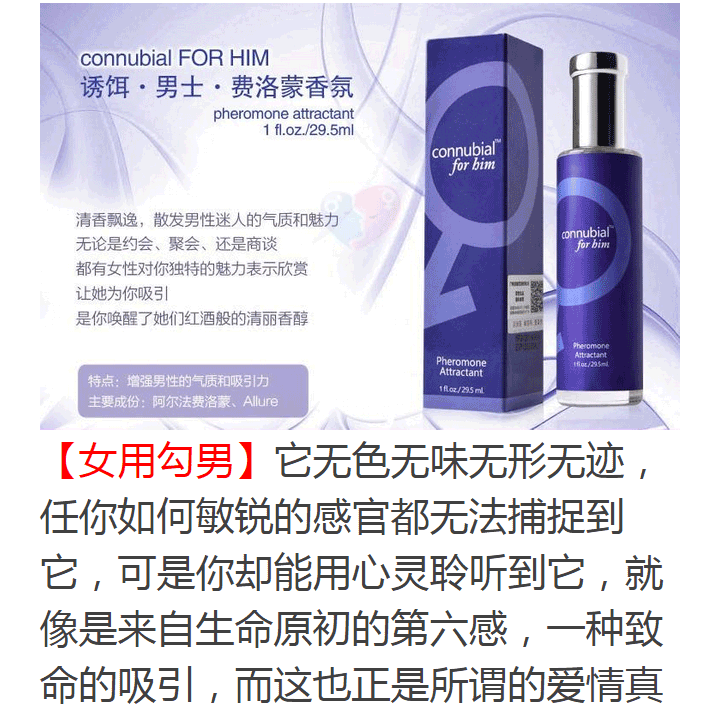 connubial FOR HIM
诱饵·男士·费洛蒙香氛
pheromone attractant
1 fl.oz./29.5ml
清香飘逸，散发男性迷人的气质和魅力
无论是约会、聚会、还是商谈
都有女性对你独特的魅力表示欣赏
让她为你吸引
是你唤醒了她们红酒般的清丽香醇
特点：增强男性的气质和吸引力
主要成份：阿尔法费洛蒙、Allure
connubial™
for him
Pheromone
Attractant
1 fl.oz./29.5ml.
connubial™
for him
Pheromone
Attractant
1 fl.oz./29.5ml
【女用勾男】它无色无味无形无迹，
任你如何敏锐的感官都无法捕捉到
它，可是你却能用心灵聆听到它，就
像是来自生命原初的第六感，一种致
命的吸引，而这也正是所谓的爱情真